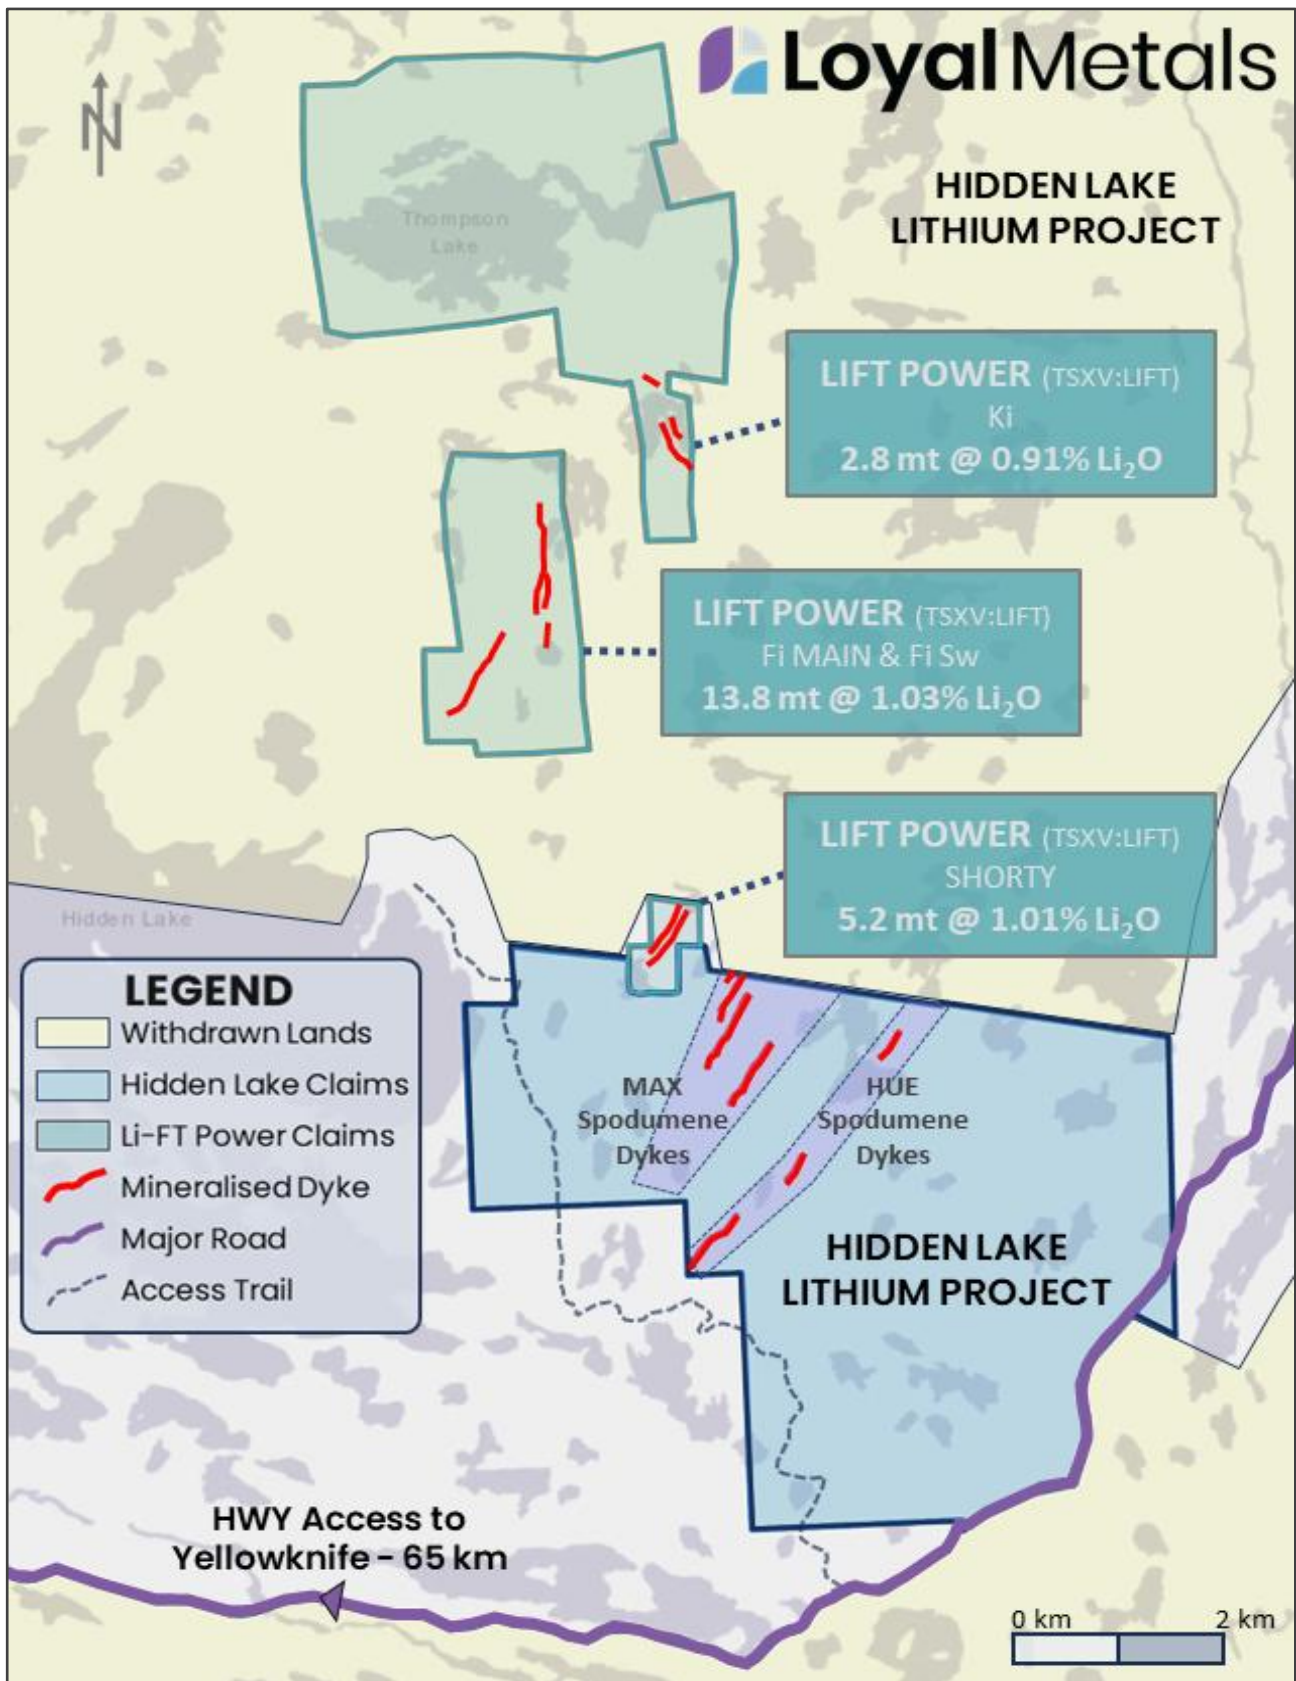 Loyal Metals
N
HIDDEN LAKE
LITHIUM PROJECT
Thompson
Lake
LIFT POWER (TSXV:LIFT)
Ki
2.8 mt @ 0.91% Li₂O
LIFT POWER (TSXV:LIFT)
Fi MAIN & Fi Sw
13.8 mt @ 1.03% Li₂O
LIFT POWER (TSXV:LIFT)
SHORTY
5.2 mt @ 1.01% Li₂O
Hidden Lake
LEGEND
Withdrawn Lands
Hidden Lake Claims
Li-FT Power Claims
Mineralised Dyke
Major Road
Access Trail
MAX
Spodumene
Dykes
HUE
Spodumene
Dykes
HIDDEN LAKE
LITHIUM PROJECT
HWY Access to
Yellowknife - 65 km
0 km 2 km